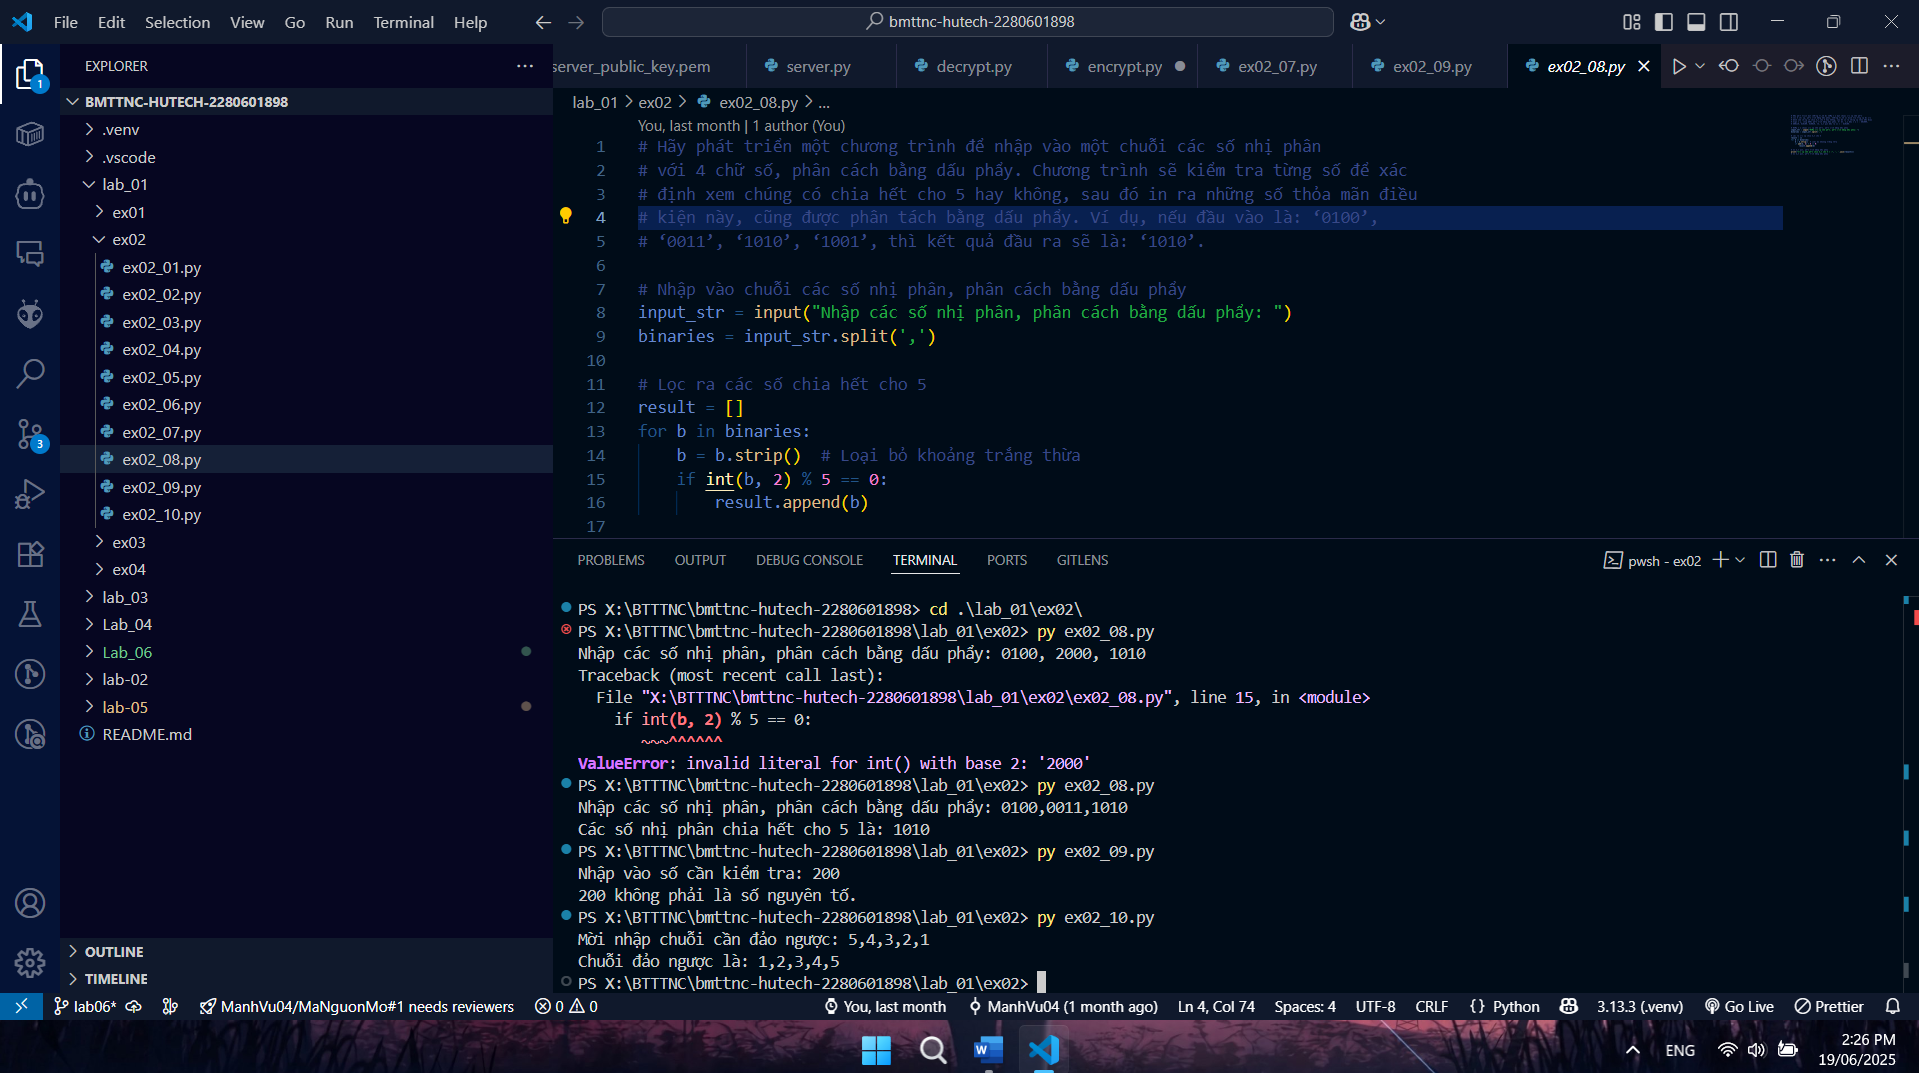 File Edit Selection View Go Run Terminal Help
bmttnc-hutech-2280601898
EXPLORER
BMTTNC-HUTECH-2280601898
.venv
.vscode
lab_01
ex01
ex02
ex02_01.py
ex02_02.py
ex02_03.py
ex02_04.py
ex02_05.py
ex02_06.py
ex02_07.py
ex02_08.py
ex02_09.py
ex02_10.py
ex03
ex04
lab_03
Lab_04
Lab_06
lab-02
lab-05
README.md
OUTLINE
TIMELINE
1
3
server_public_key.pem server.py decrypt.py encrypt.py ex02_07.py ex02_09.py ex02_08.py
lab_01 > ex02 > ex02_08.py > ...
You, last month | 1 author (You)
1 # Hãy phát triển một chương trình để nhập vào một chuỗi các số nhị phân
2 # với 4 chữ số, phân cách bằng dấu phẩy. Chương trình sẽ kiểm tra từng số để xác
3 # định xem chúng có chia hết cho 5 hay không, sau đó in ra những số thỏa mãn điều
4 # kiện này, cũng được phân tách bằng dấu phẩy. Ví dụ, nếu đầu vào là: ‘0100’,
5 # ‘0011’, ‘1010’, ‘1001’, thì kết quả đầu ra sẽ là: ‘1010’.
6
7 # Nhập vào chuỗi các số nhị phân, phân cách bằng dấu phẩy
8 input_str = input("Nhập các số nhị phân, phân cách bằng dấu phẩy: ")
9 binaries = input_str.split(',')
10
11 # Lọc ra các số chia hết cho 5
12 result = []
13 for b in binaries:
14 b = b.strip() # Loại bỏ khoảng trắng thừa
15 if int(b, 2) % 5 == 0:
16 result.append(b)
17
PROBLEMS OUTPUT DEBUG CONSOLE TERMINAL PORTS GITLENS
pwsh - ex02
PS X:\BTTTNC\bmttnc-hutech-2280601898> cd .\lab_01\ex02\
PS X:\BTTTNC\bmttnc-hutech-2280601898\lab_01\ex02> py ex02_08.py
Nhập các số nhị phân, phân cách bằng dấu phẩy: 0100, 2000, 1010
Traceback (most recent call last):
File "X:\BTTTNC\bmttnc-hutech-2280601898\lab_01\ex02\ex02_08.py", line 15, in <module>
if int(b, 2) % 5 == 0:
~~~^^^^^^
ValueError: invalid literal for int() with base 2: '2000'
PS X:\BTTTNC\bmttnc-hutech-2280601898\lab_01\ex02> py ex02_08.py
Nhập các số nhị phân, phân cách bằng dấu phẩy: 0100,0011,1010
Các số nhị phân chia hết cho 5 là: 1010
PS X:\BTTTNC\bmttnc-hutech-2280601898\lab_01\ex02> py ex02_09.py
Nhập vào số cần kiểm tra: 200
200 không phải là số nguyên tố.
PS X:\BTTTNC\bmttnc-hutech-2280601898\lab_01\ex02> py ex02_10.py
Mời nhập chuỗi cần đảo ngược: 5,4,3,2,1
Chuỗi đảo ngược là: 1,2,3,4,5
PS X:\BTTTNC\bmttnc-hutech-2280601898\lab_01\ex02>
lab06* ManhVu04/MaNguonMo#1 needs reviewers 0 0 You, last month ManhVu04 (1 month ago) Ln 4, Col 74 Spaces: 4 UTF-8 CRLF {} Python 3.13.3 (.venv) Go Live Prettier
ENG
2:26 PM
19/06/2025